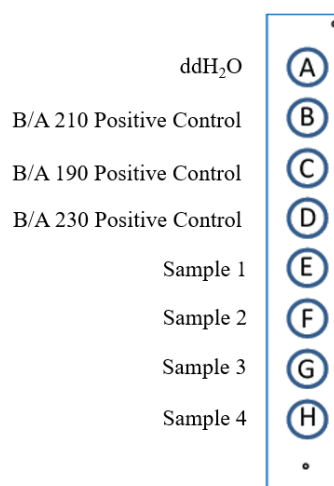 ddH₂O A
B/A 210 Positive Control B
B/A 190 Positive Control C
B/A 230 Positive Control D
Sample 1 E
Sample 2 F
Sample 3 G
Sample 4 H